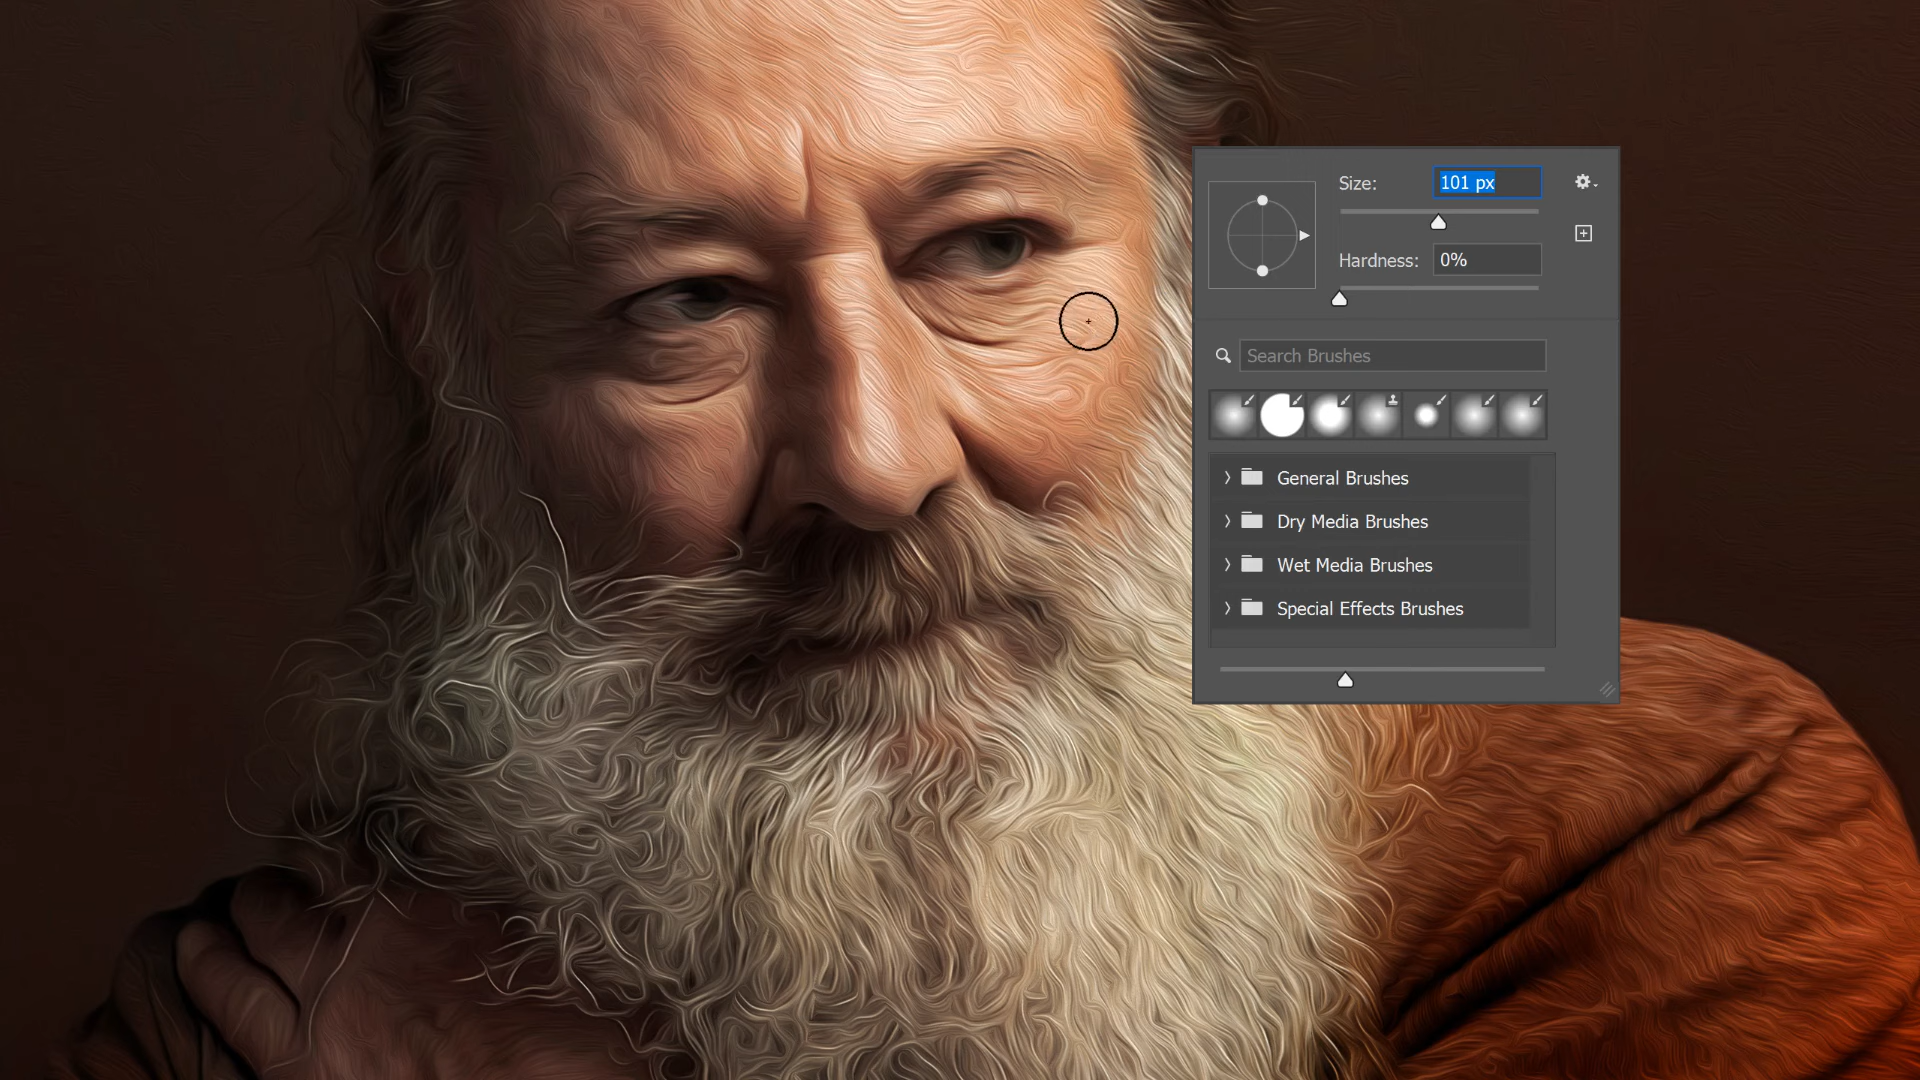 Size: 101 px
Hardness: 0%
Search Brushes
General Brushes
Dry Media Brushes
Wet Media Brushes
Special Effects Brushes